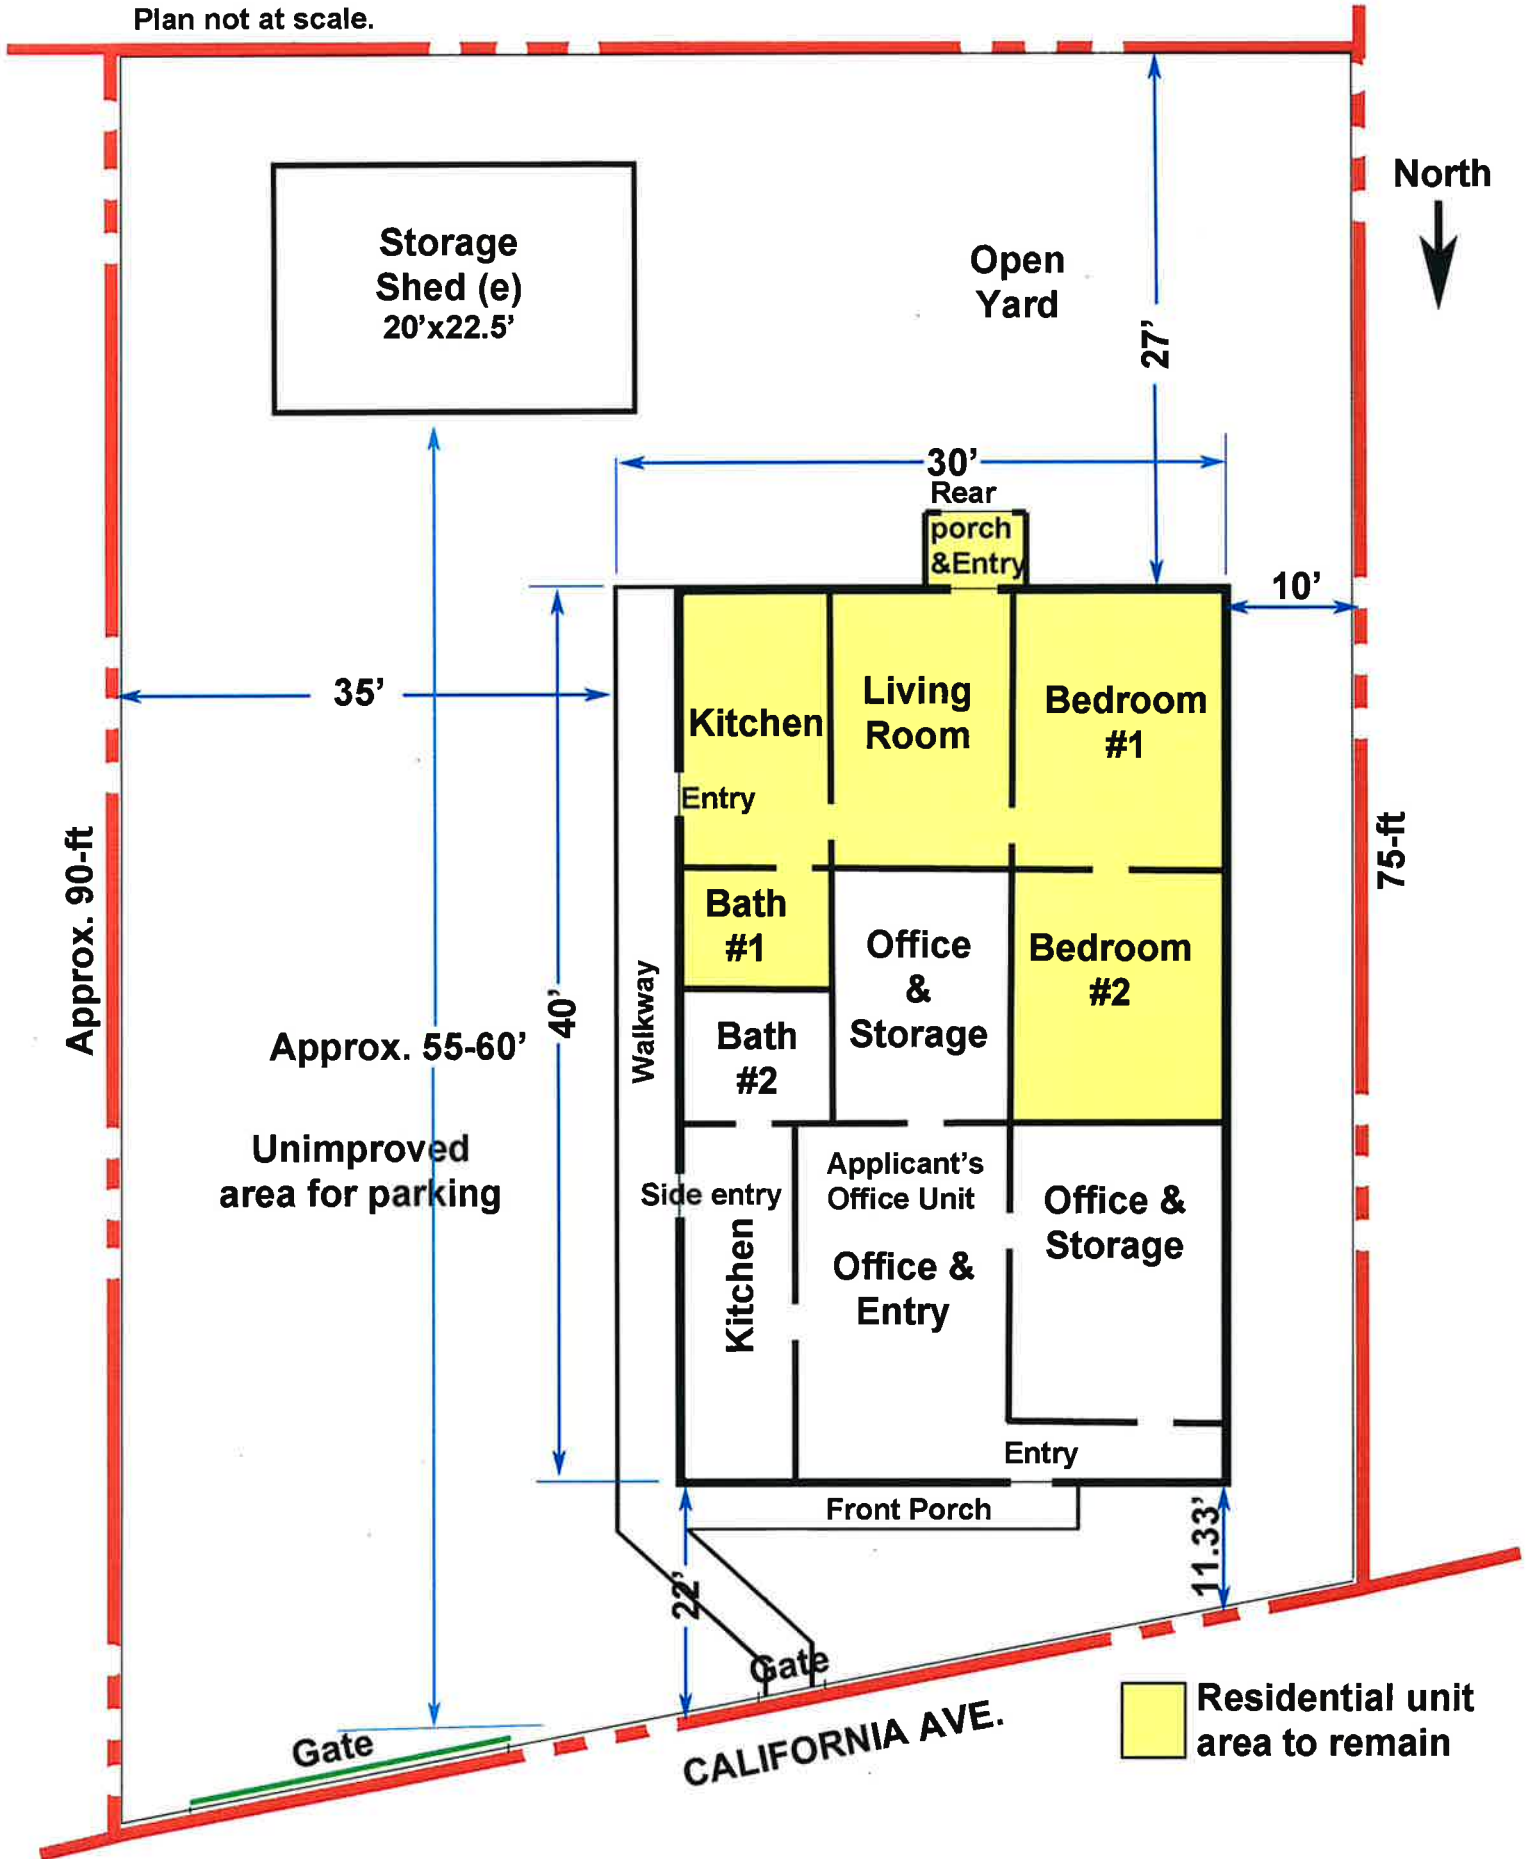 Plan not at scale.
North
Storage
Shed (e)
20’x22.5’
Open
Yard
27’
30’
Rear
porch
&Entry
10’
35’
Kitchen
Living
Room
Bedroom
#1
Entry
Approx. 90-ft
75-ft
Bath
#1
Office
&
Storage
Bedroom
#2
Walkway
40’
Approx. 55-60’
Bath
#2
Unimproved
area for parking
Side entry
Kitchen
Applicant’s
Office Unit
Office &
Entry
Office &
Storage
Entry
Front Porch
22’
11.33’
Gate
Gate
CALIFORNIA AVE.
Residential unit
area to remain